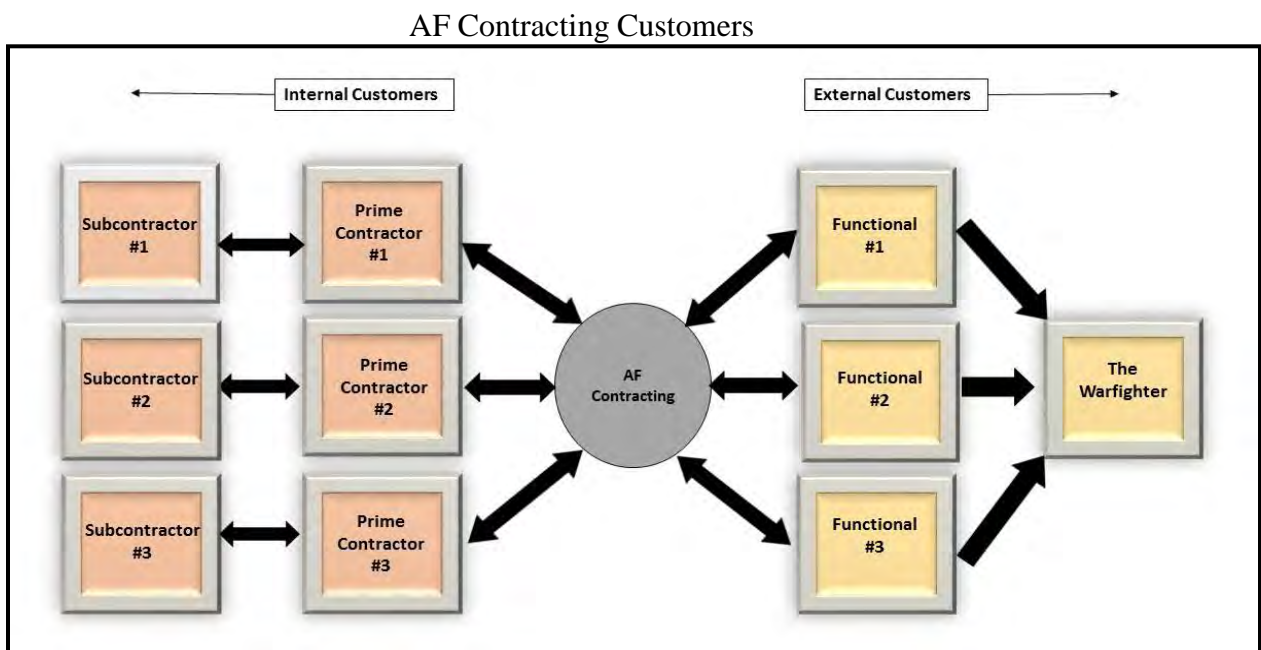 AF Contracting Customers
Internal Customers
External Customers
Subcontractor
#1
Prime
Contractor
#1
Functional
#1
Subcontractor
#2
Prime
Contractor
#2
AF
Contracting
Functional
#2
The
Warfighter
Subcontractor
#3
Prime
Contractor
#3
Functional
#3